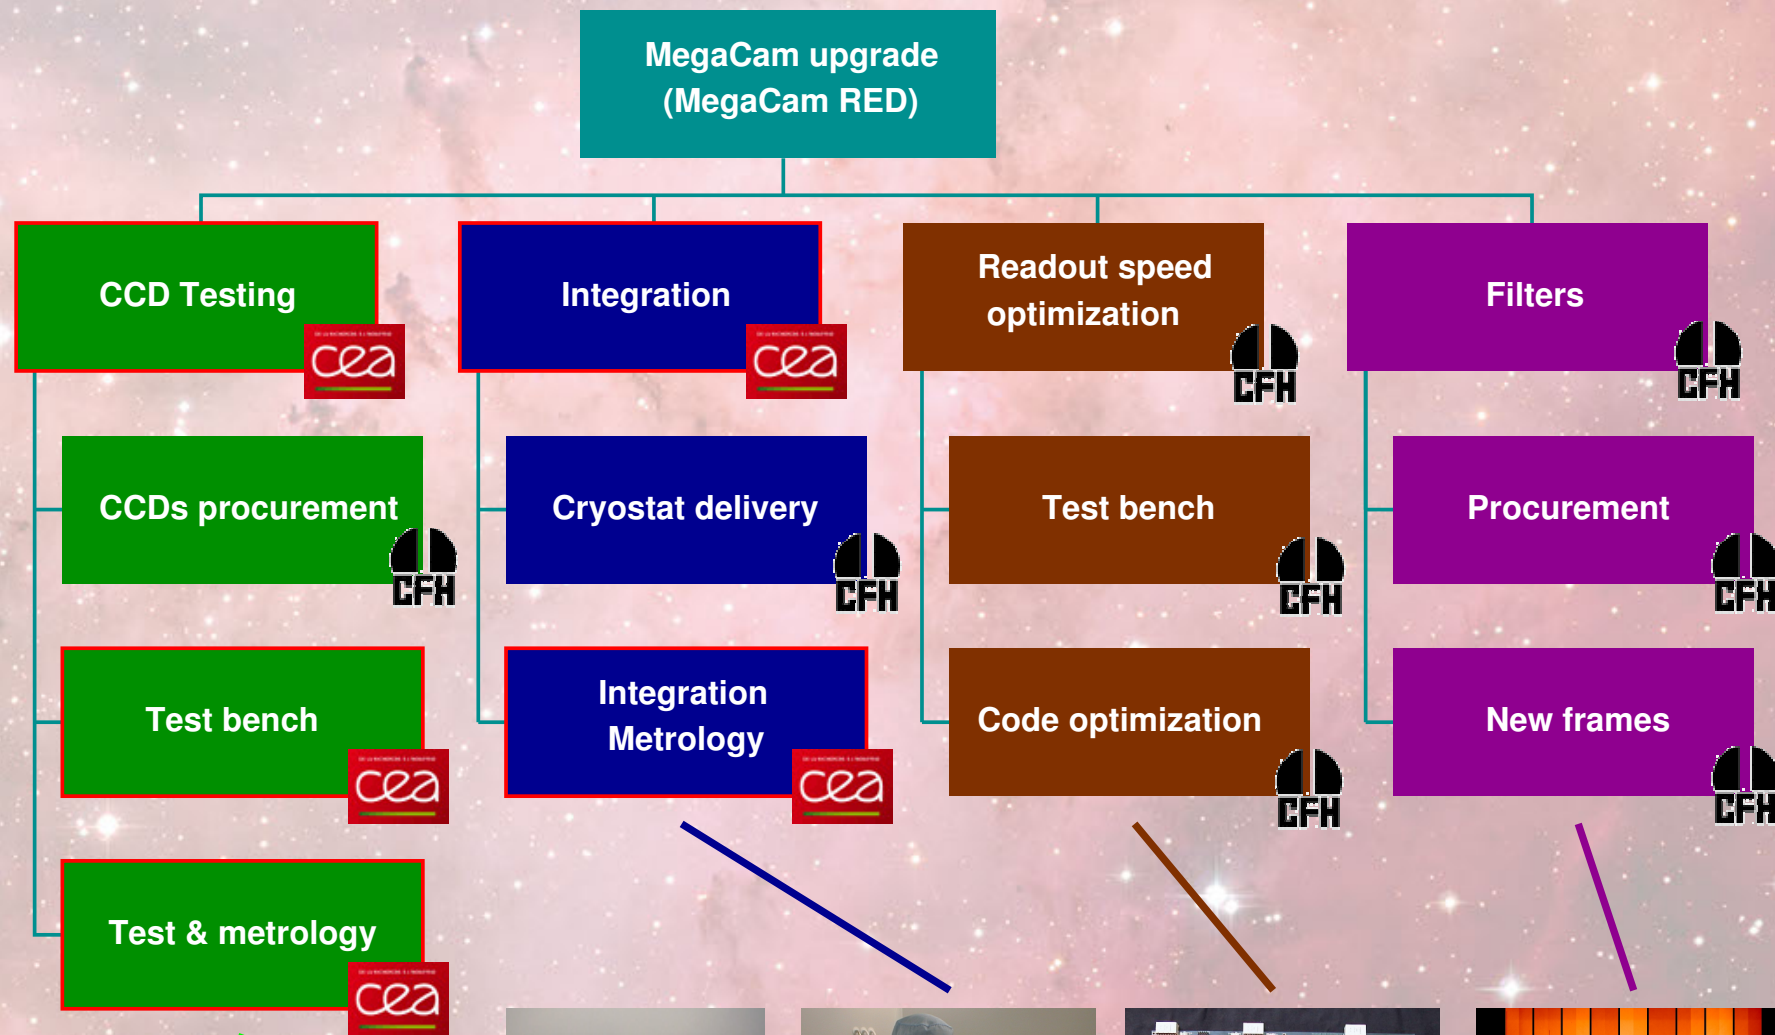 MegaCam upgrade
(MegaCam RED)
CCD Testing
cea
Integration
cea
Readout speed
optimization
CFH
Filters
CFH
CCDs procurement
CFH
Cryostat delivery
CFH
Test bench
CFH
Procurement
CFH
Test bench
cea
Integration
Metrology
cea
Code optimization
CFH
New frames
CFH
Test & metrology
cea